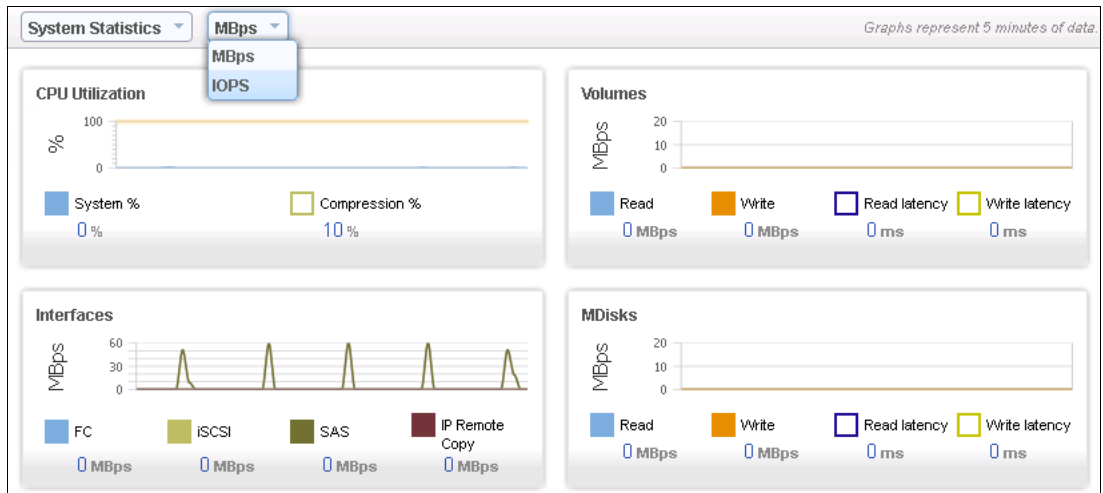 System Statistics MBps Graphs represent 5 minutes of data.
MBps
IOPS
CPU Utilization
%
100
0
System % Compression %
0 % 10 %
Volumes
MBps
20
10
0
Read Write Read latency Write latency
0 MBps 0 MBps 0 ms 0 ms
Interfaces
MBps
60
30
0
FC iSCSI SAS IP Remote
Copy
0 MBps 0 MBps 0 MBps 0 MBps
MDisks
MBps
20
10
0
Read Write Read latency Write latency
0 MBps 0 MBps 0 ms 0 ms